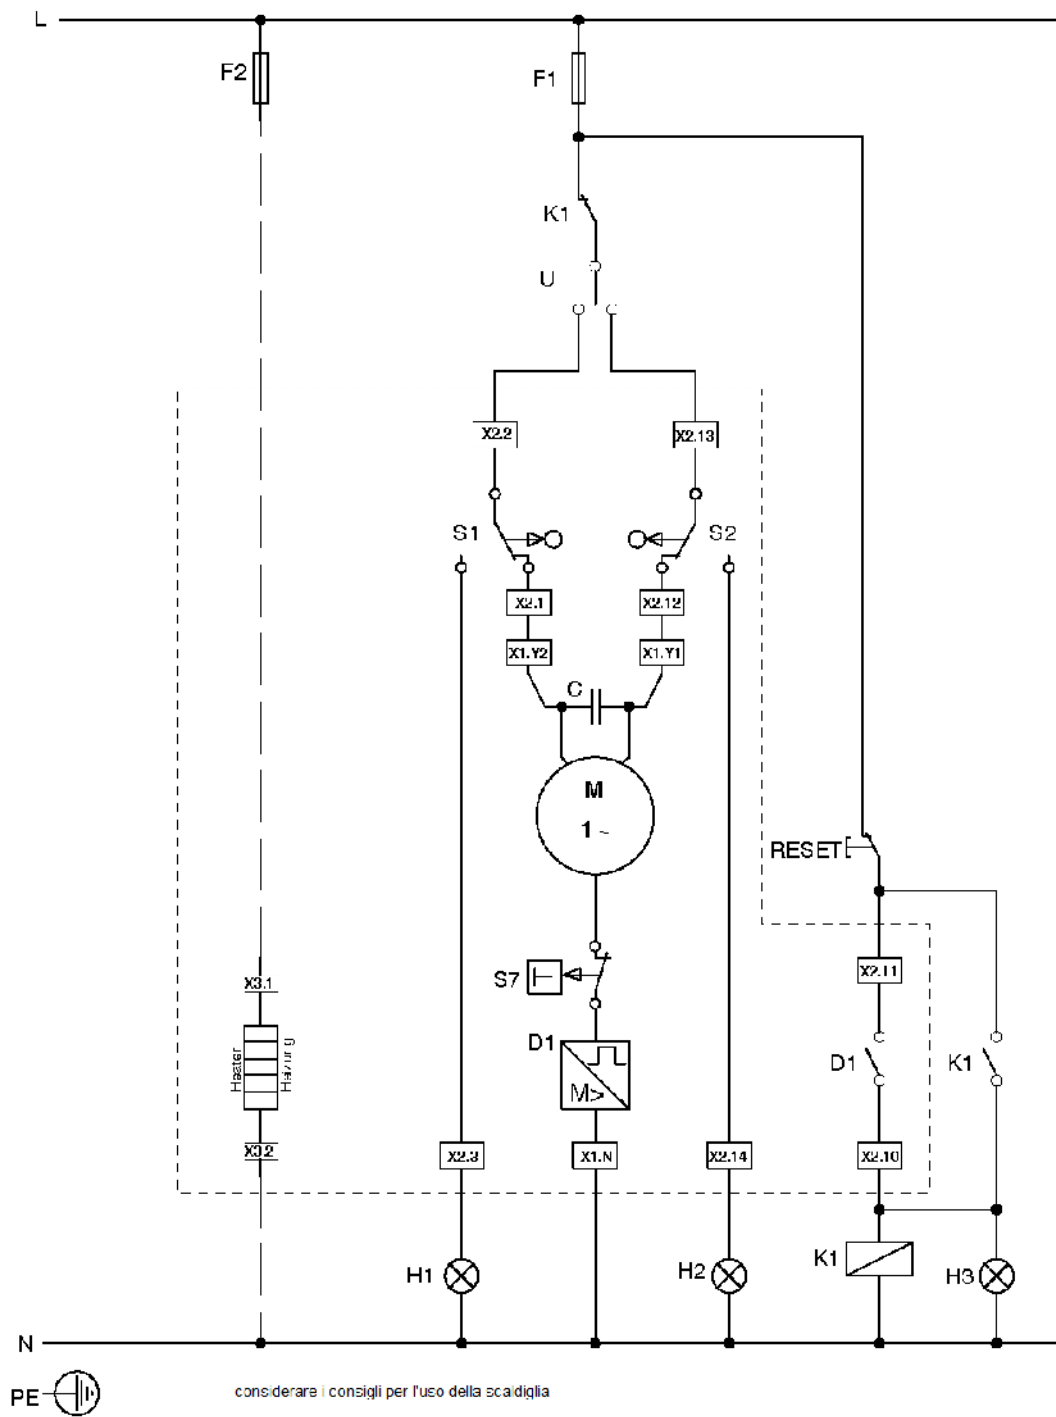 L
F2
F1
K1
U
X2.2
X2.13
S1
S2
X2.1
X2.12
X1.Y2
X1.Y1
C
M
1 ~
RESET
S7
X2.11
X3.1
D1
D1
K1
Heater
Heizung
M>
X3.2
X2.3
X1.N
X2.14
X2.10
H1
H2
K1
H3
N
PE
considerare i consigli per l'uso della scaldiglia